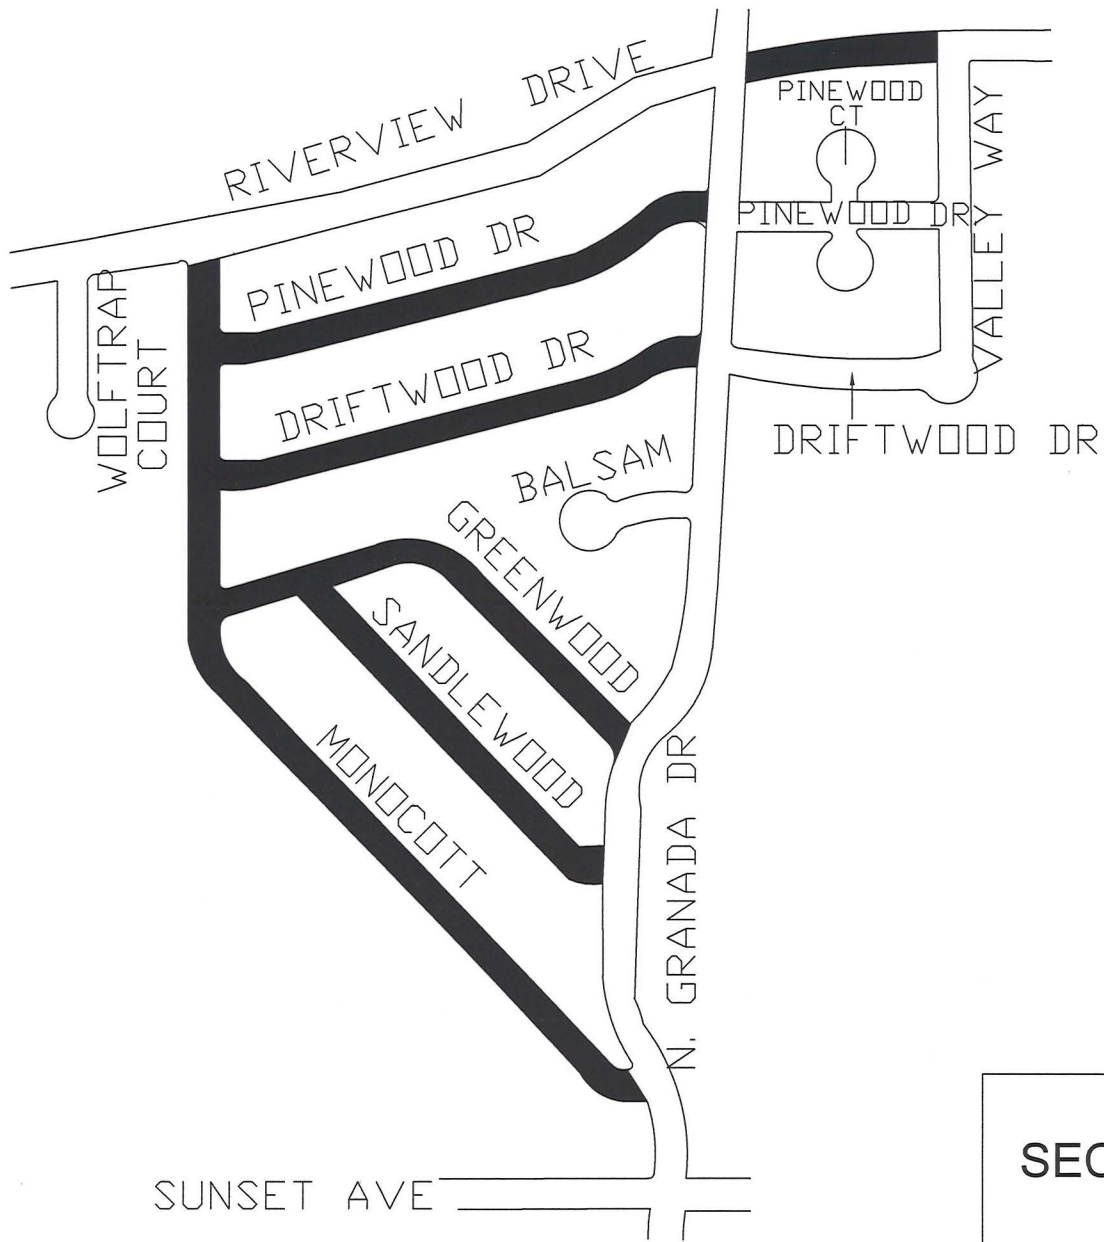 RIVERVIEW DRIVE
PINEWOOD
CT
PINEWOOD DR
PINEWOOD DR
VALLEY WAY
WOLFTRAP
COURT
DRIFTWOOD DR
DRIFTWOOD DR
BALSAM
GREENWOOD
SANDLEWOOD
MONOCOTT
N. GRANADA DR
SUNSET AVE